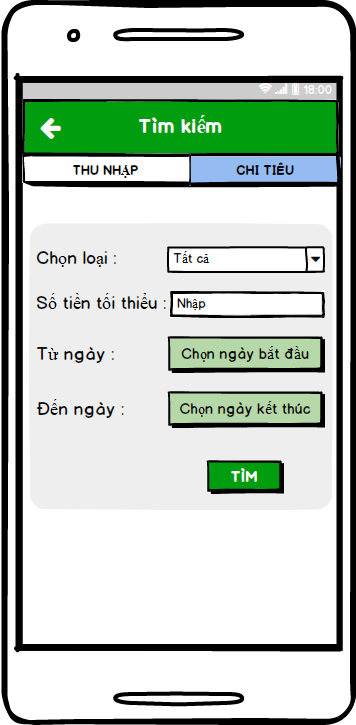 18:00
Tìm kiếm
THU NHẬP CHI TIÊU
Chọn loại : Tất cả
Số tiền tối thiểu : Nhập
Từ ngày : Chọn ngày bắt đầu
Đến ngày : Chọn ngày kết thúc
TÌM